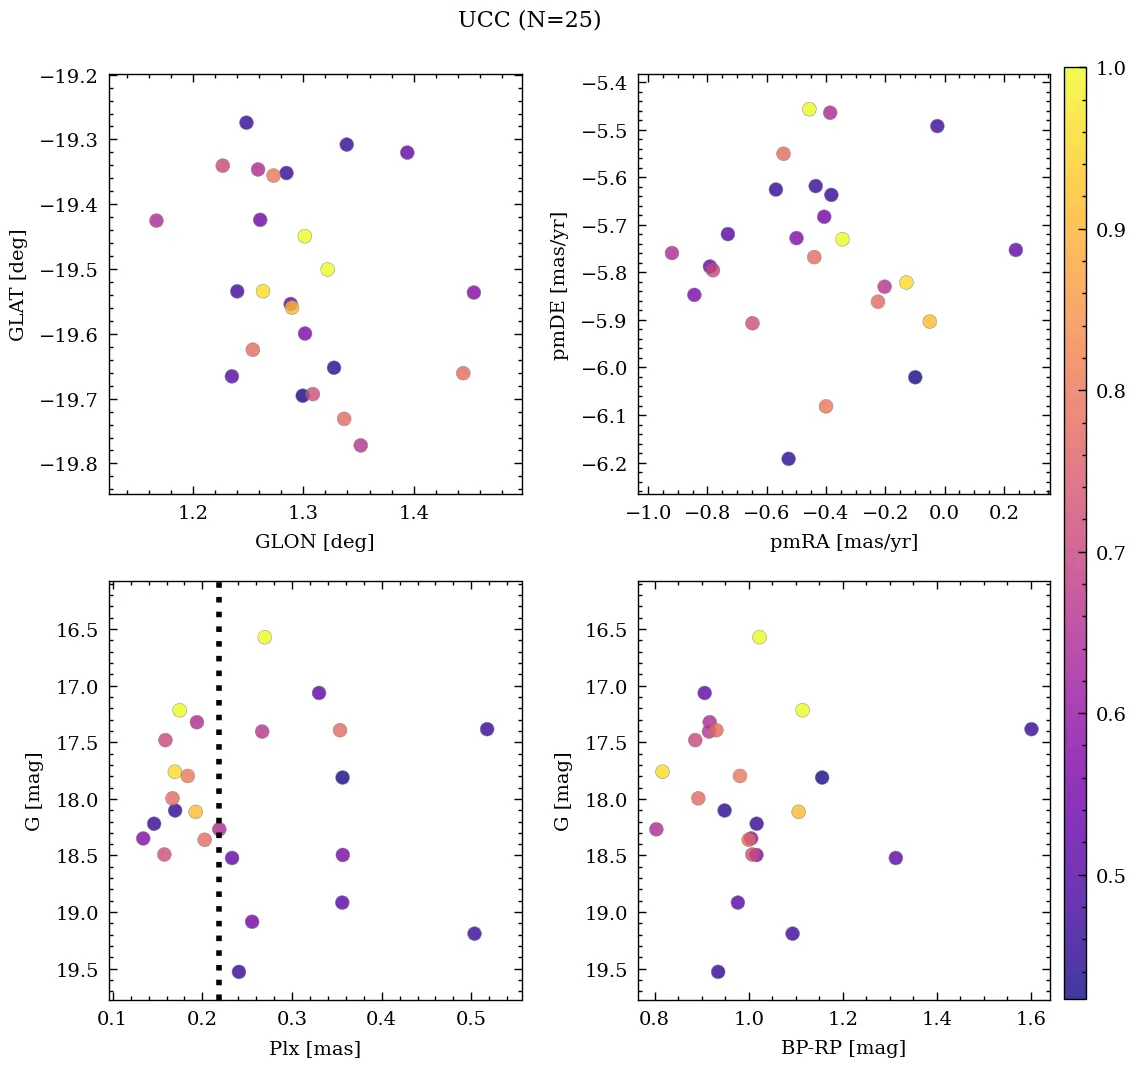 UCC (N=25)
−19.2
−19.3
−19.4
−19.5
−19.6
−19.7
−19.8
GLAT [deg]
1.2 1.3 1.4
GLON [deg]
−5.4
−5.5
−5.6
−5.7
−5.8
−5.9
−6.0
−6.1
−6.2
pmDE [mas/yr]
−1.0 −0.8 −0.6 −0.4 −0.2 0.0 0.2
pmRA [mas/yr]
16.5
17.0
17.5
18.0
18.5
19.0
19.5
G [mag]
0.1 0.2 0.3 0.4 0.5
Plx [mas]
16.5
17.0
17.5
18.0
18.5
19.0
19.5
G [mag]
0.8 1.0 1.2 1.4 1.6
BP-RP [mag]
1.0
0.9
0.8
0.7
0.6
0.5